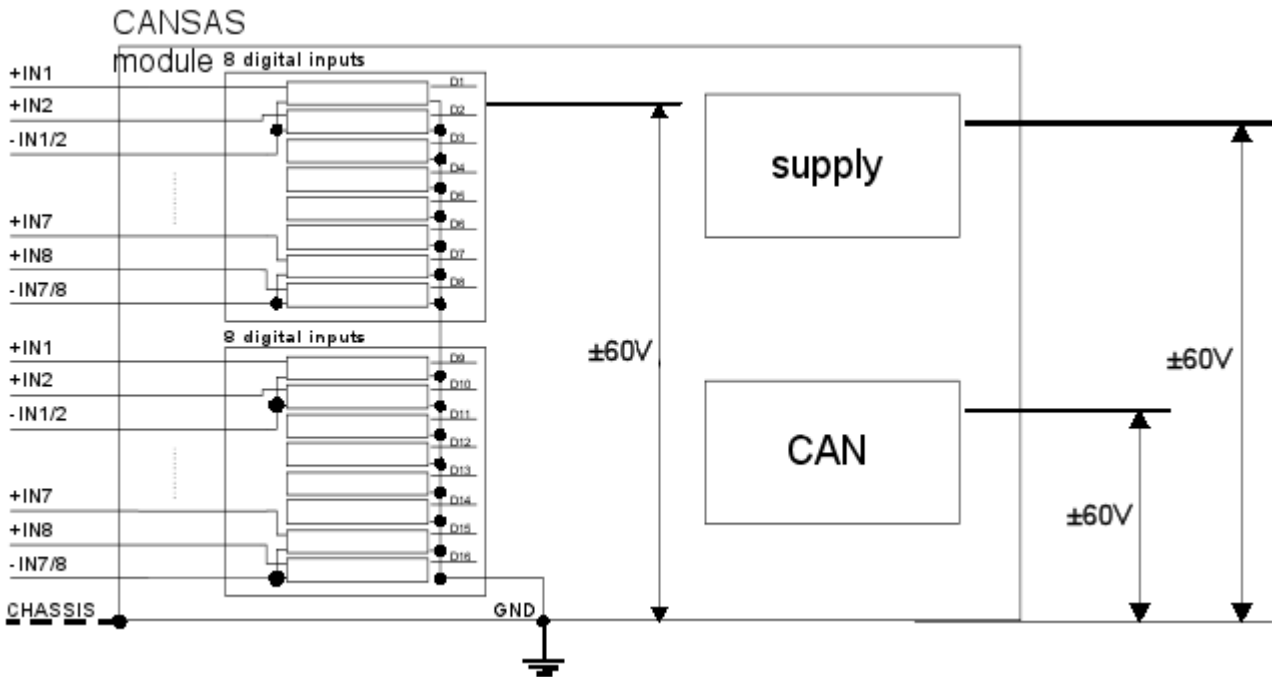 CANSAS
module
8 digital inputs
+IN1
+IN2
-IN1/2
+IN7
+IN8
-IN7/8
D1
D2
D3
D4
D5
D6
D7
D8
8 digital inputs
+IN1
+IN2
-IN1/2
+IN7
+IN8
-IN7/8
D9
D10
D11
D12
D13
D14
D15
D16
CHASSIS
GND
±60V
supply
CAN
±60V
±60V